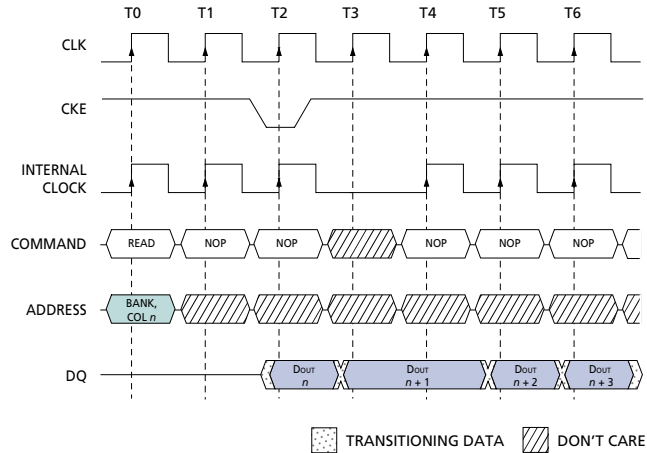 T0 T1 T2 T3 T4 T5 T6
CLK
CKE
INTERNAL
CLOCK
COMMAND READ NOP NOP NOP NOP NOP
ADDRESS BANK,
COL n
DQ DOUT DOUT DOUT DOUT
n n + 1 n + 2 n + 3
TRANSITIONING DATA DON'T CARE